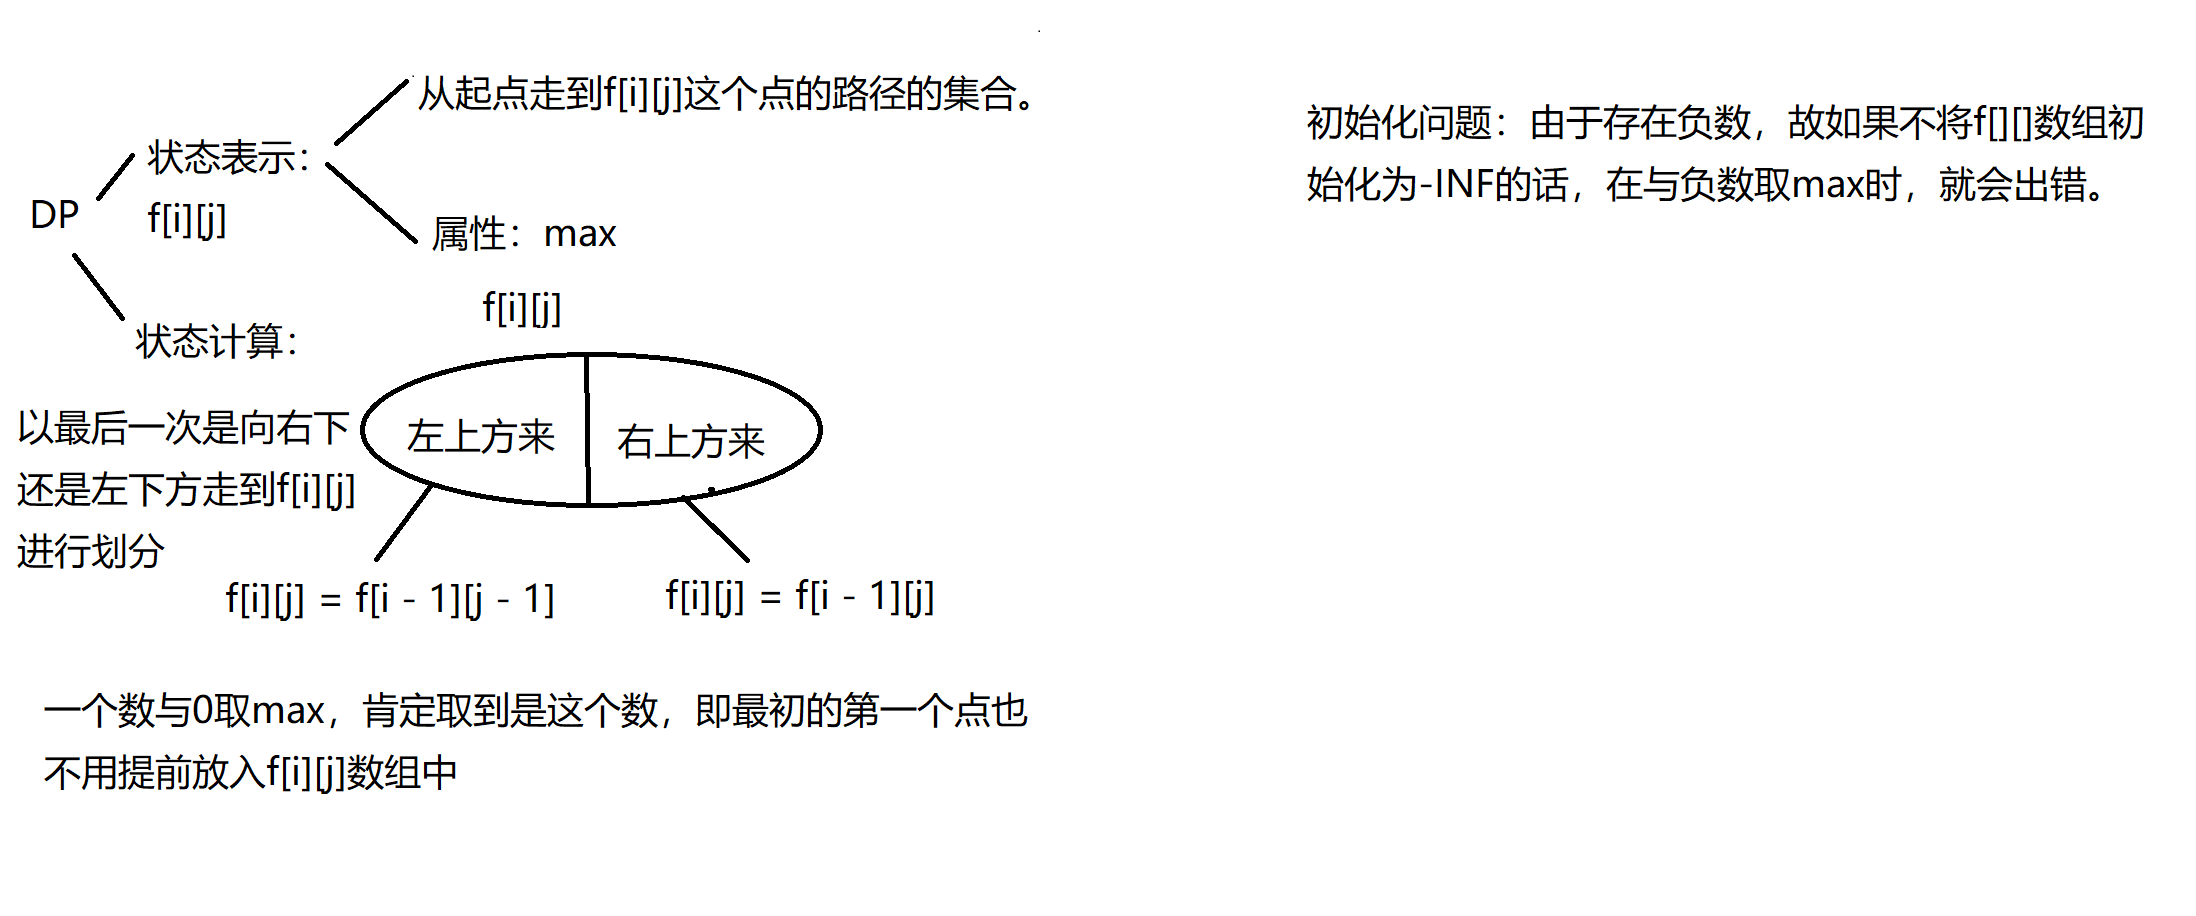 从起点走到f[i][j]这个点的路径的集合。
状态表示：
DP
f[i][j]
属性：max
状态计算：
f[i][j]
以最后一次是向右下
还是左下方走到f[i][j]
进行划分
左上方来
右上方来
f[i][j] = f[i - 1][j - 1]
f[i][j] = f[i - 1][j]
一个数与0取max，肯定取到是这个数，即最初的第一个点也
不用提前放入f[i][j]数组中
初始化问题：由于存在负数，故如果不将f[][]数组初
始化为-INF的话，在与负数取max时，就会出错。